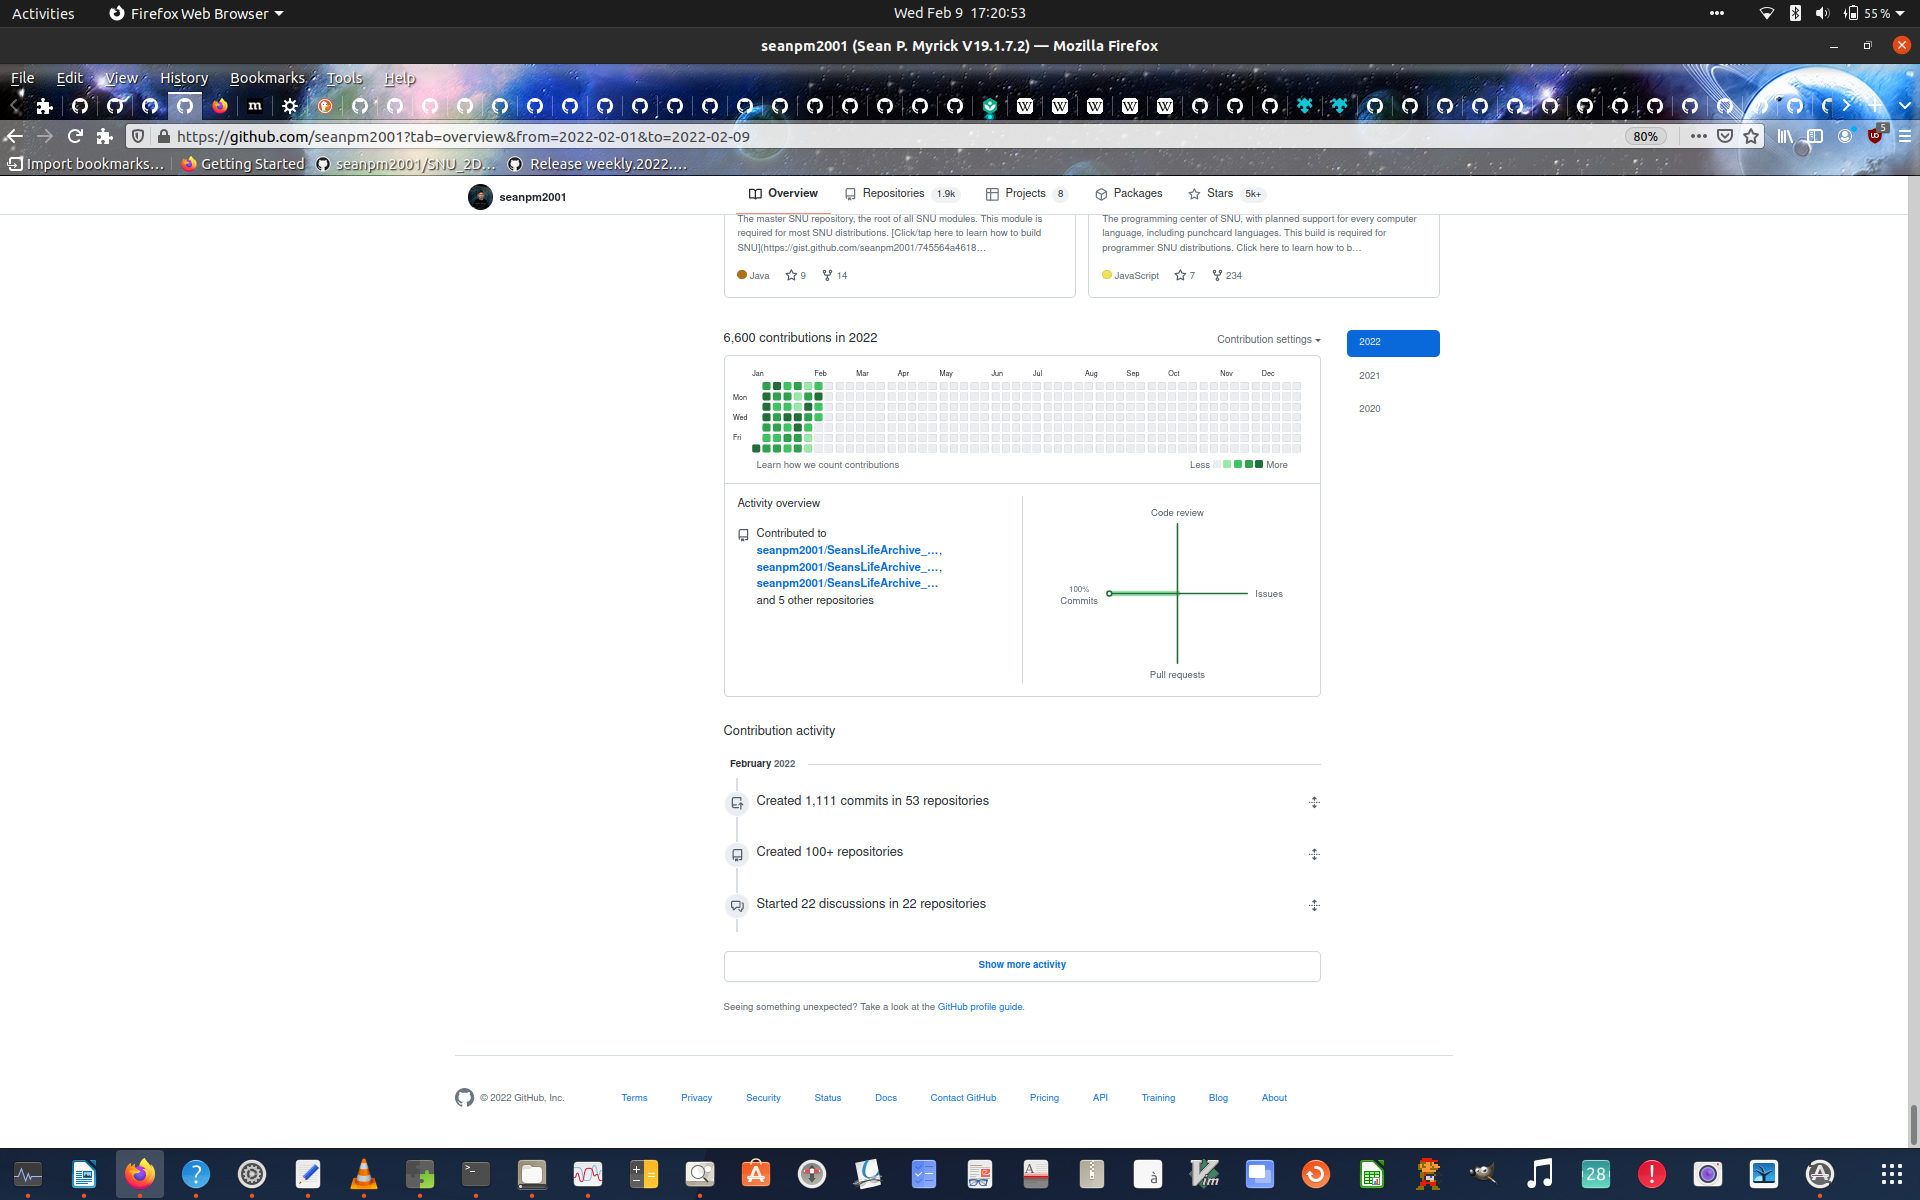 Activities
Firefox Web Browser
Wed Feb 9 17:20:53
55 %
seanpm2001 (Sean P. Myrick V19.1.7.2) — Mozilla Firefox
File Edit View History Bookmarks Tools Help
https://github.com/seanpm2001?tab=overview&from=2022-02-01&to=2022-02-09
80%
5
Import bookmarks...
Getting Started
seanpm2001/SNU_2D...
Release weekly.2022....
seanpm2001
Overview
Repositories 1.9k
Projects 8
Packages
Stars 5k+
The master SNU repository, the root of all SNU modules. This module is
required for most SNU distributions. [Click/tap here to learn how to build
SNU](https://gist.github.com/seanpm2001/745564a4618...
Java 9 14
The programming center of SNU, with planned support for every computer
language, including punchcard languages. This build is required for
programmer SNU distributions. Click here to learn how to b...
JavaScript 7 234
6,600 contributions in 2022
Contribution settings
2022
2021
2020
Jan Feb Mar Apr May Jun Jul Aug Sep Oct Nov Dec
Mon
Wed
Fri
Learn how we count contributions
Less More
Activity overview
Contributed to
seanpm2001/SeansLifeArchive_...,
seanpm2001/SeansLifeArchive_...,
seanpm2001/SeansLifeArchive_...
and 5 other repositories
Code review
100%
Commits
Issues
Pull requests
Contribution activity
February 2022
Created 1,111 commits in 53 repositories
Created 100+ repositories
Started 22 discussions in 22 repositories
Show more activity
Seeing something unexpected? Take a look at the GitHub profile guide.
© 2022 GitHub, Inc.
Terms
Privacy
Security
Status
Docs
Contact GitHub
Pricing
API
Training
Blog
About
28